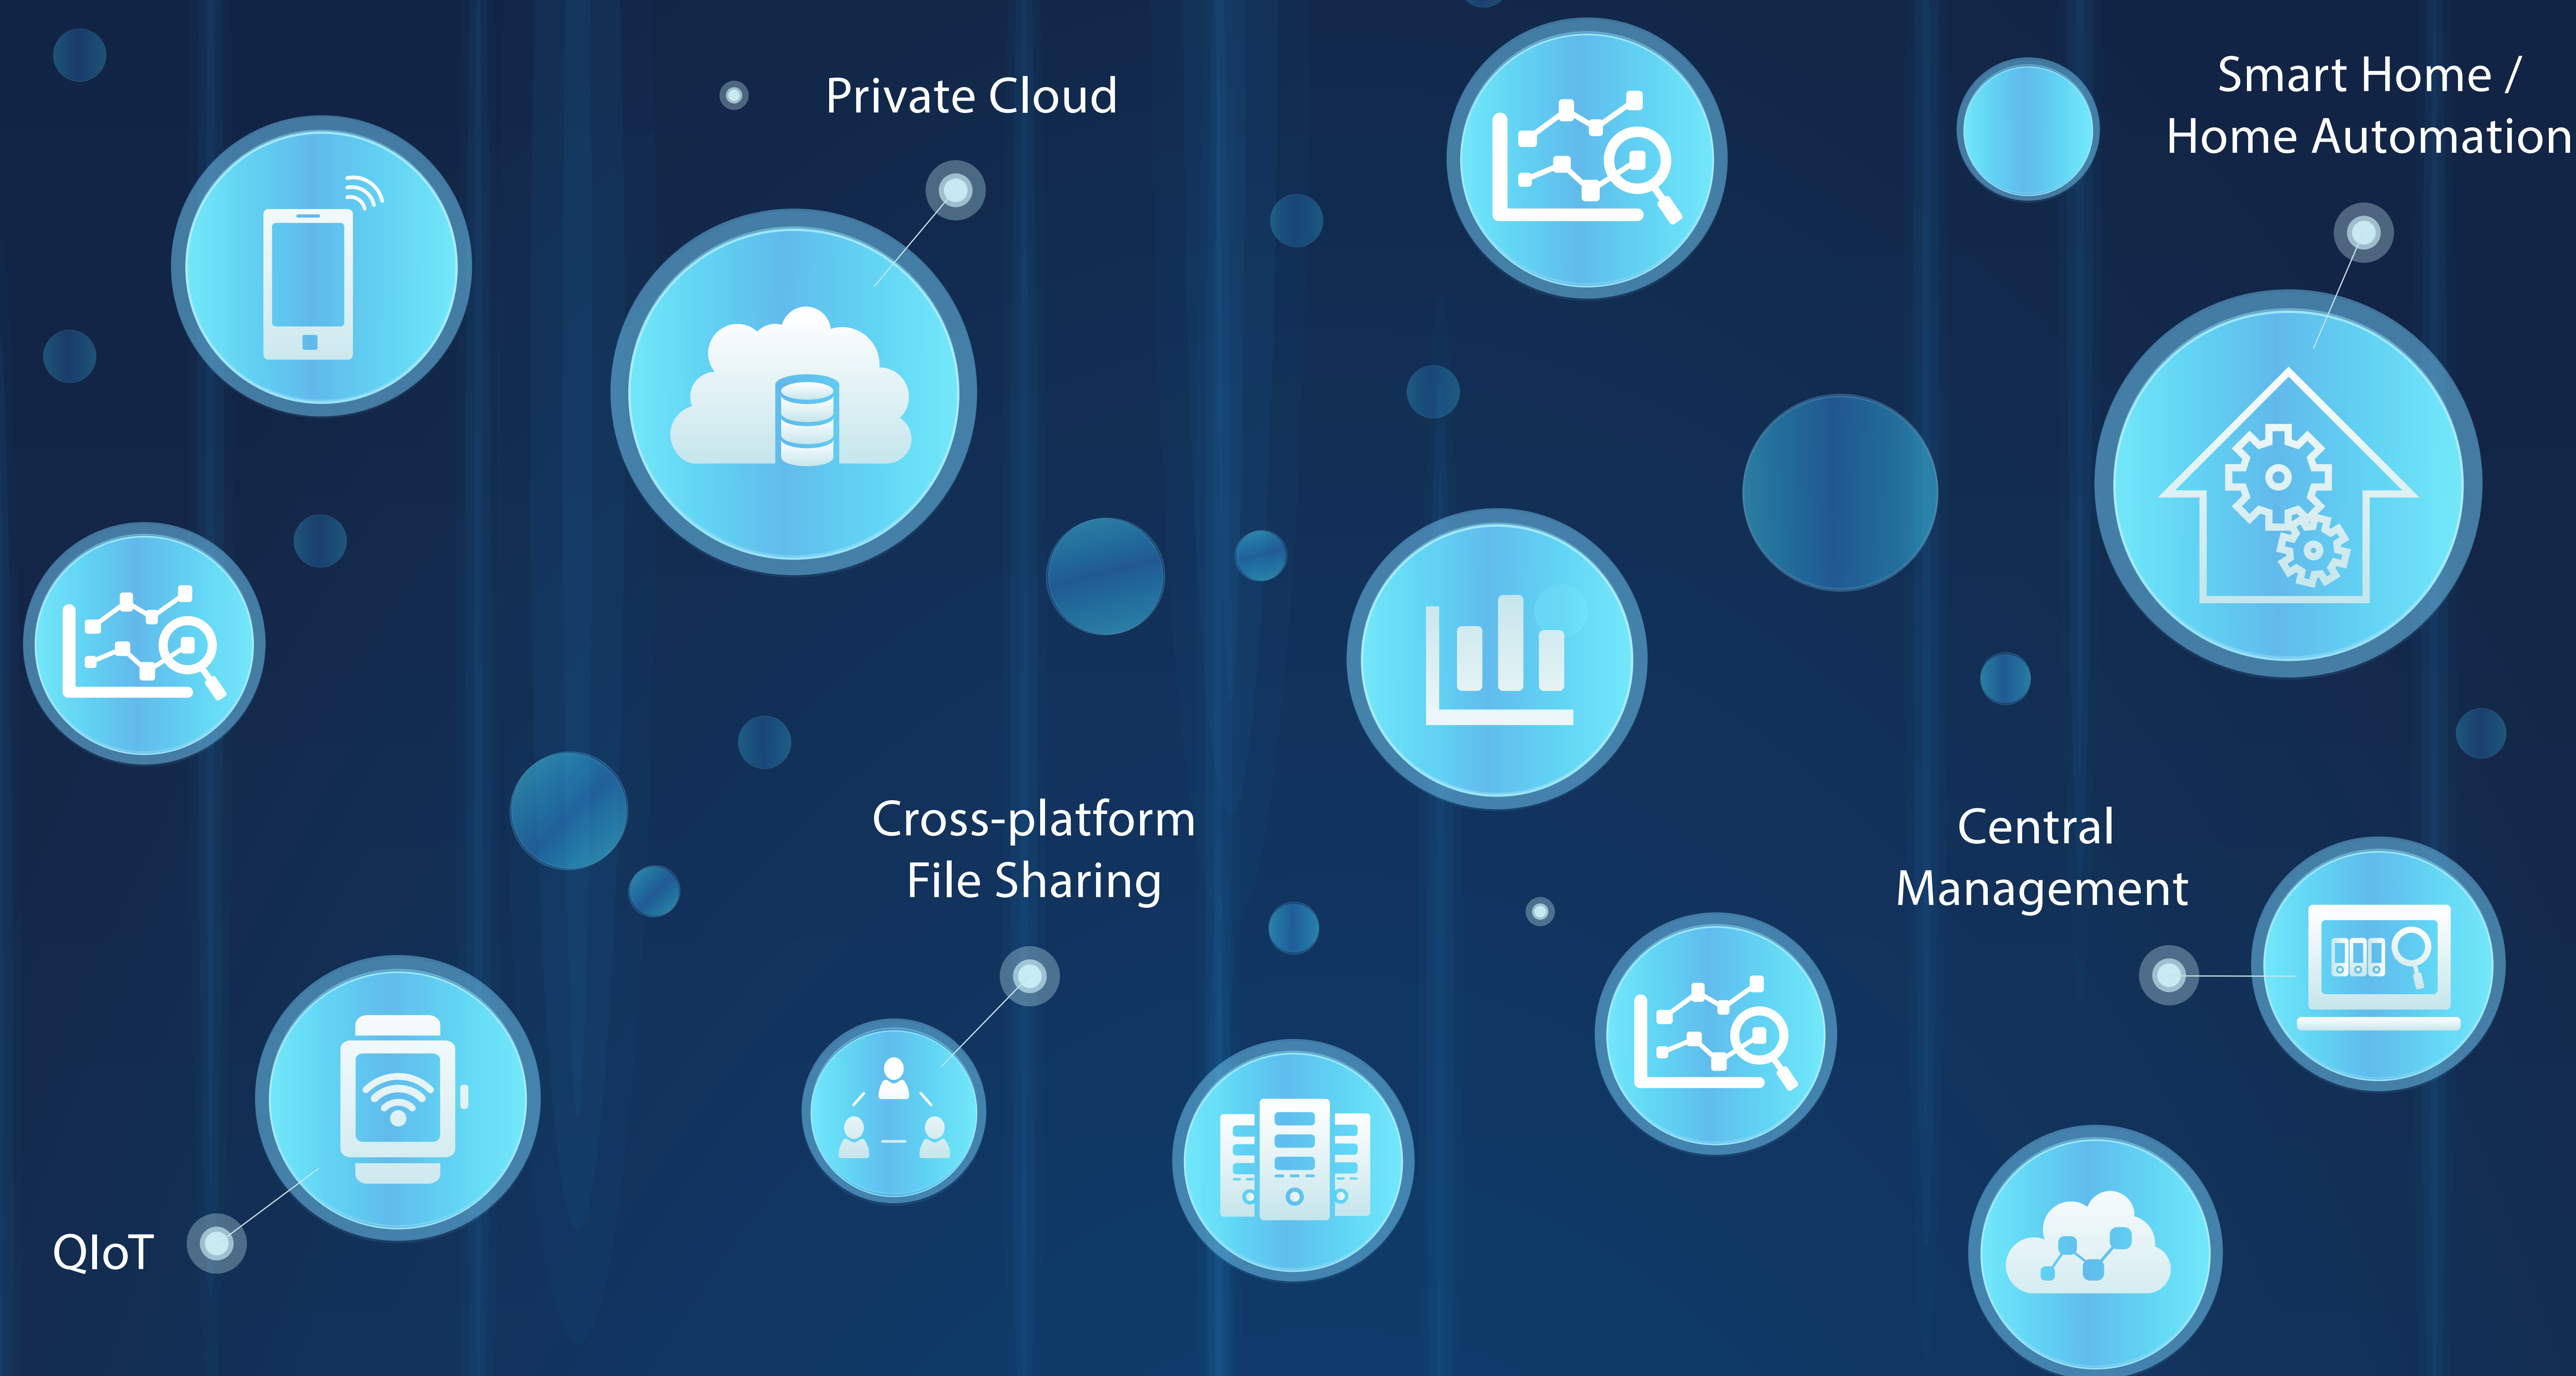 Private Cloud
Smart Home /
Home Automation
Cross-platform
File Sharing
Central
Management
QIoT